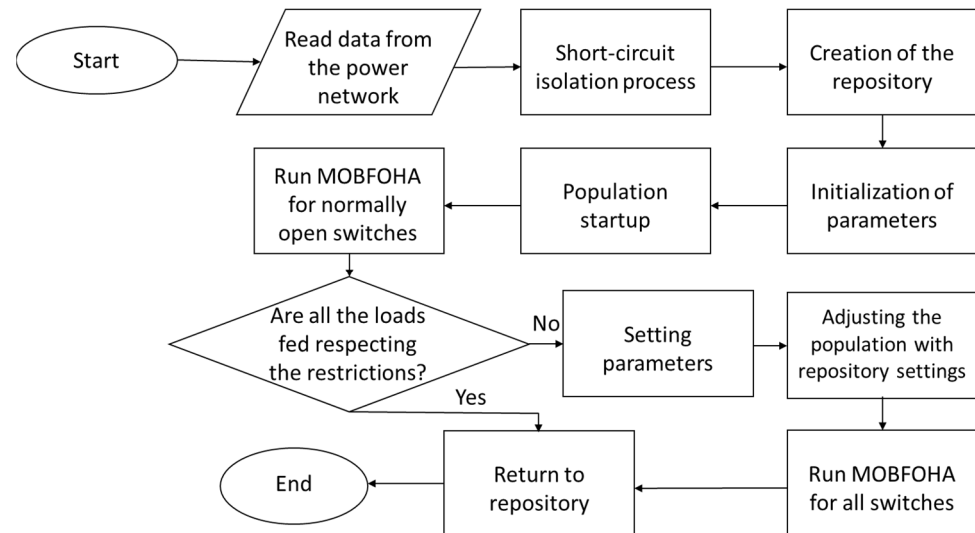 Start
Read data from
the power
network
Short-circuit
isolation process
Creation of the
repository
Initialization of
parameters
Population
startup
Run MOBFOHA
for normally
open switches
Are all the loads
fed respecting
the restrictions?
No
Setting
parameters
Adjusting the
population with
repository settings
Yes
Run MOBFOHA
for all switches
Return to
repository
End